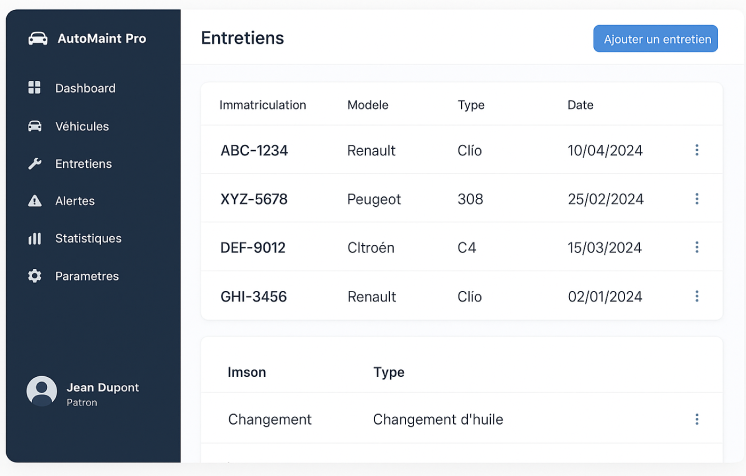 AutoMaint Pro
Dashboard
Véhicules
Entretiens
Alertes
Statistiques
Parametres
Jean Dupont
Patron
Entretiens
Ajouter un entretien
Immatriculation Modele Type Date
ABC-1234 Renault Clío 10/04/2024
XYZ-5678 Peugeot 308 25/02/2024
DEF-9012 CItroén C4 15/03/2024
GHI-3456 Renault Clío 02/01/2024
Imson Type
Changement Changement d'huile